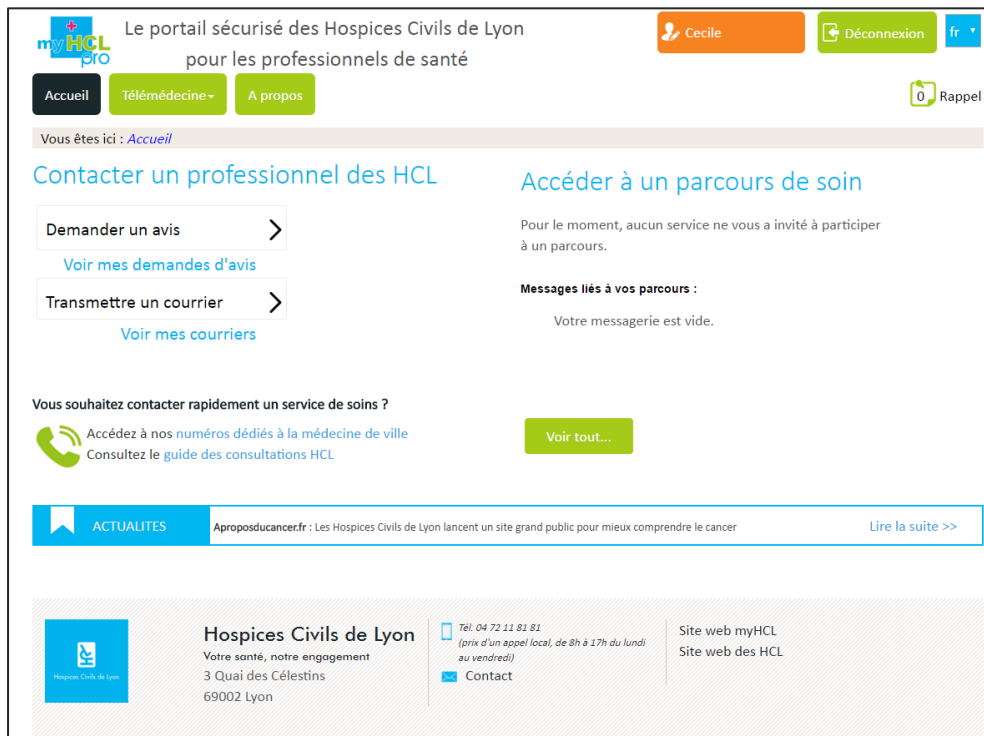 my HCL pro
Le portail sécurisé des Hospices Civils de Lyon
pour les professionnels de santé
Cecile
Déconnexion
fr
Accueil
Télémédecine
A propos
0 Rappel
Vous êtes ici : Accueil
Contacter un professionnel des HCL
Demander un avis
Voir mes demandes d'avis
Transmettre un courrier
Voir mes courriers
Accéder à un parcours de soin
Pour le moment, aucun service ne vous a invité à participer
à un parcours.
Messages liés à vos parcours :
Votre messagerie est vide.
Vous souhaitez contacter rapidement un service de soins ?
Accédez à nos numéros dédiés à la médecine de ville
Consultez le guide des consultations HCL
Voir tout...
ACTUALITES
Aproposducancer.fr : Les Hospices Civils de Lyon lancent un site grand public pour mieux comprendre le cancer
Lire la suite >>
Hospices Civils de Lyon
Hospices Civils de Lyon
Votre santé, notre engagement
3 Quai des Célestins
69002 Lyon
Tél. 04 72 11 81 81
(prix d'un appel local, de 8h à 17h du lundi
au vendredi)
Contact
Site web myHCL
Site web des HCL